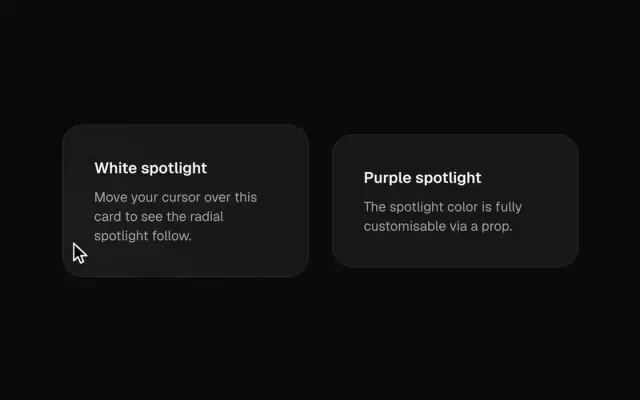 White spotlight
Move your cursor over this
card to see the radial
spotlight follow.
Purple spotlight
The spotlight color is fully
customisable via a prop.